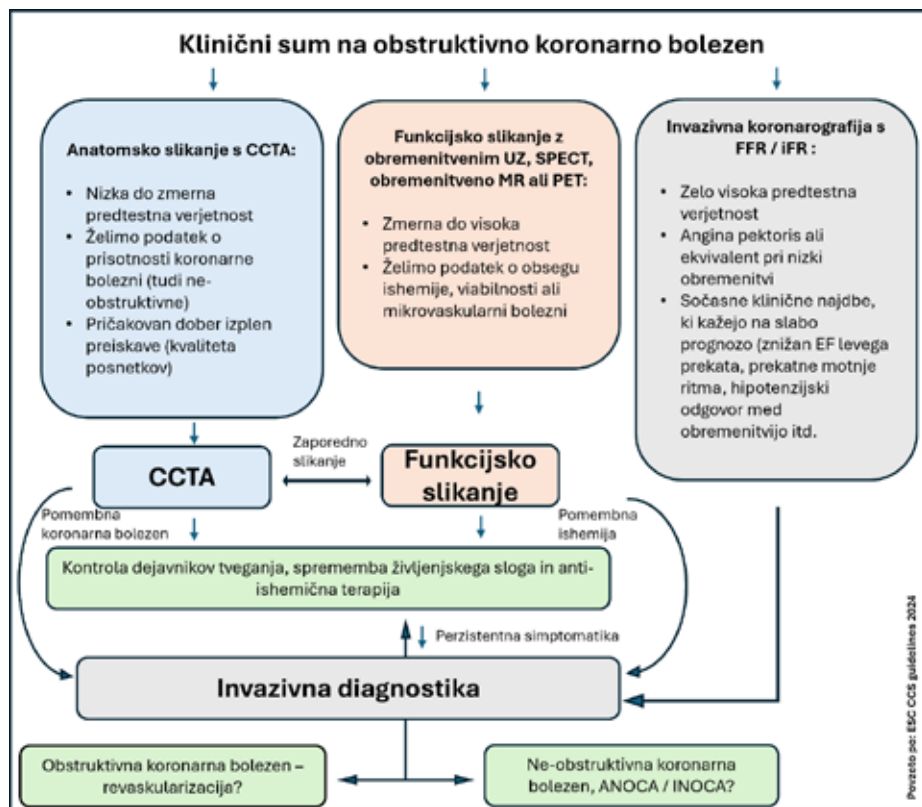 Klinični sum na obstruktivno koronarno bolezen
Anatomsko slikanje s CCTA:
• Nizka do zmerna
predtestna verjetnost
• Želimo podatek o
prisotnosti koronarne
bolezni (tudi ne-
obstruktivne)
• Pričakovan dober izplen
preiskave (kvaliteta
posnetkov)
Funkcijsko slikanje z
obremenitvenim UZ, SPECT,
obremenitveno MR ali PET:
• Zmerna do visoka
predtestna verjetnost
• Želimo podatek o obsegu
ishemije, viabilnosti ali
mikrovaskularni bolezni
Invazivna koronarografija s
FFR / iFR :
• Zelo visoka predtestna
verjetnost
• Angina pektoris ali
ekvivalent pri nizki
obremenitvi
• Sočasne klinične najdbe,
ki kažejo na slabo
prognozo (znižan EF levega
prekata, prekatne motnje
ritma, hipotenzijski
odgovor med
obremenitvijo itd.
CCTA
Zaporedno
slikanje
Funkcijsko
slikanje
Pomembna
koronarna bolezen
Pomembna
ishemija
Kontrola dejavnikov tveganja, sprememba življenjskega sloga in anti-
ishemična terapija
Perzistentna simptomatika
Invazivna diagnostika
Obstruktivna koronarna bolezen –
revaskularizacija?
Ne-obstruktivna koronarna
bolezen, ANOCA / INOCA?
Povzeto po: ESC CCS guidelines 2024